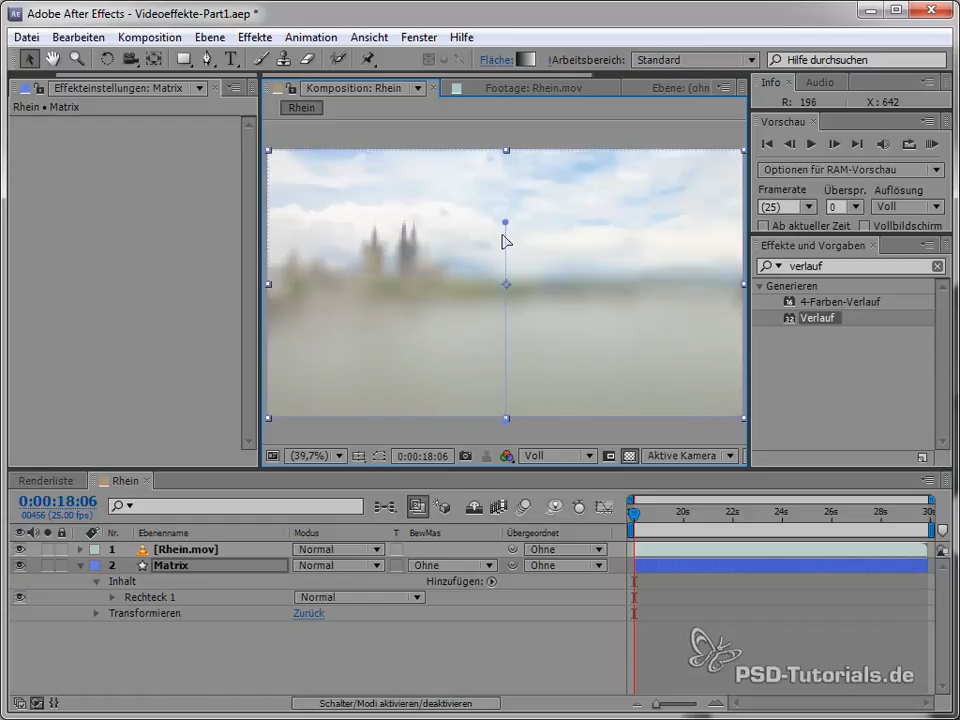 Adobe After Effects - Videoeffekte-Part1.aep *
Datei Bearbeiten Komposition Ebene Effekte Animation Ansicht Fenster Hilfe
Fläche: Arbeitsbereich: Standard Hilfe durchsuchen
Effekteinstellungen: Matrix Komposition: Rhein Footage: Rhein.mov Ebene: (ohn Info Audio
Rhein • Matrix Rhein R: 196 X: 642
Vorschau
Optionen für RAM-Vorschau
Framerate Überspr. Auflösung
(25) 0 Voll
Ab aktueller Zeit Vollbildschirm
Effekte und Vorgaben
verlauf
Generieren
4-Farben-Verlauf
Verlauf
(39,7%) 0:00:18:06 Voll Aktive Kamera
Renderliste Rhein
0:00:18:06
00456 (25.00 fps)
20s 22s 24s 26s 28s 30s
Nr. Ebenenname Modus T BewMas Übergeordnet
1 [Rhein.mov] Normal Ohne
2 Matrix Normal Ohne Ohne
Inhalt Hinzufügen:
Rechteck 1 Normal
Transformieren Zurück
PSD-Tutorials.de
Schalter/Modi aktivieren/deaktivieren